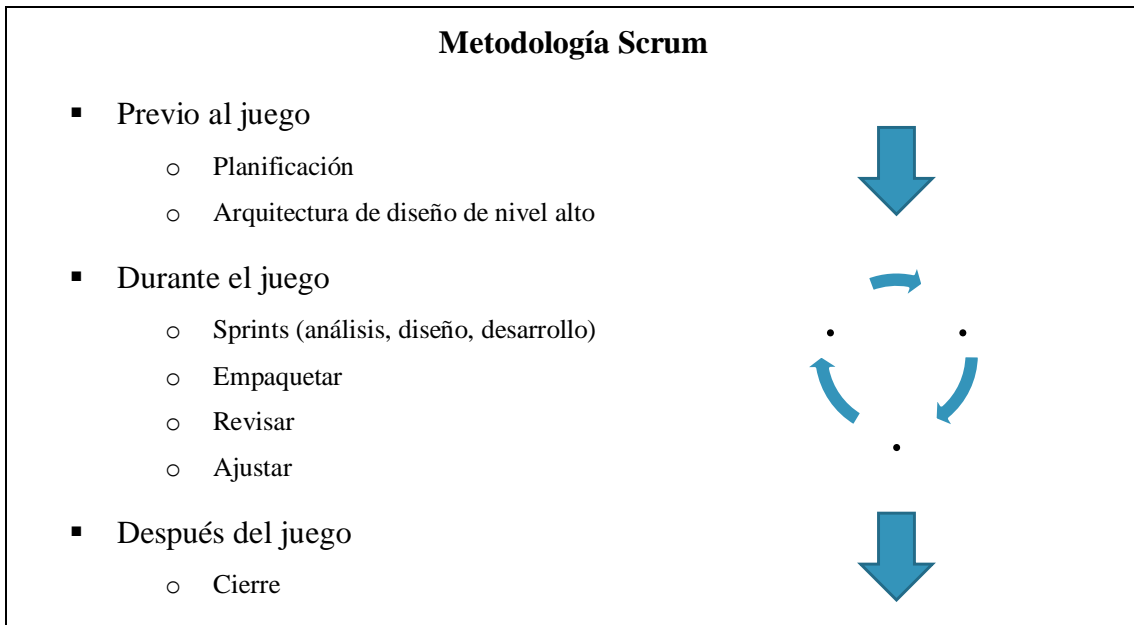 Metodología Scrum
▪ Previo al juego
o Planificación
o Arquitectura de diseño de nivel alto
▪ Durante el juego
o Sprints (análisis, diseño, desarrollo)
o Empaquetar
o Revisar
o Ajustar
▪ Después del juego
o Cierre